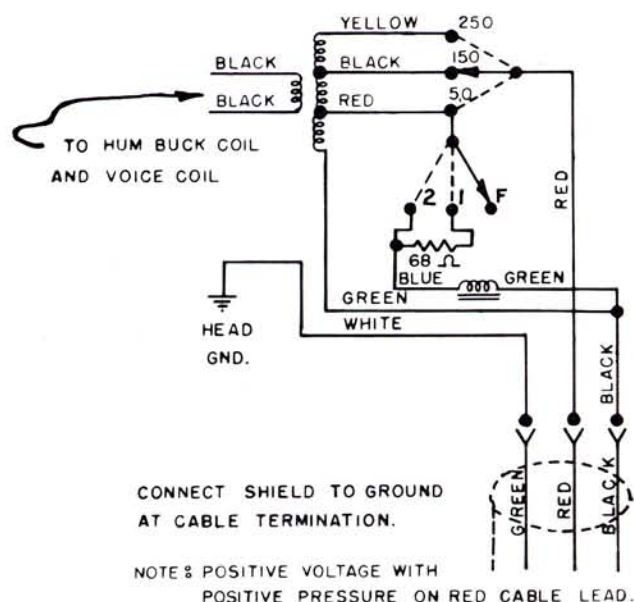 YELLOW
250
BLACK
BLACK
150
BLACK
RED
50
TO HUM BUCK COIL
AND VOICE COIL
2
1
F
RED
68 Ω
BLUE
GREEN
GREEN
WHITE
HEAD
GND.
BLACK
GREEN
RED
BLACK
CONNECT SHIELD TO GROUND
AT CABLE TERMINATION.
NOTE: POSITIVE VOLTAGE WITH
POSITIVE PRESSURE ON RED CABLE LEAD.